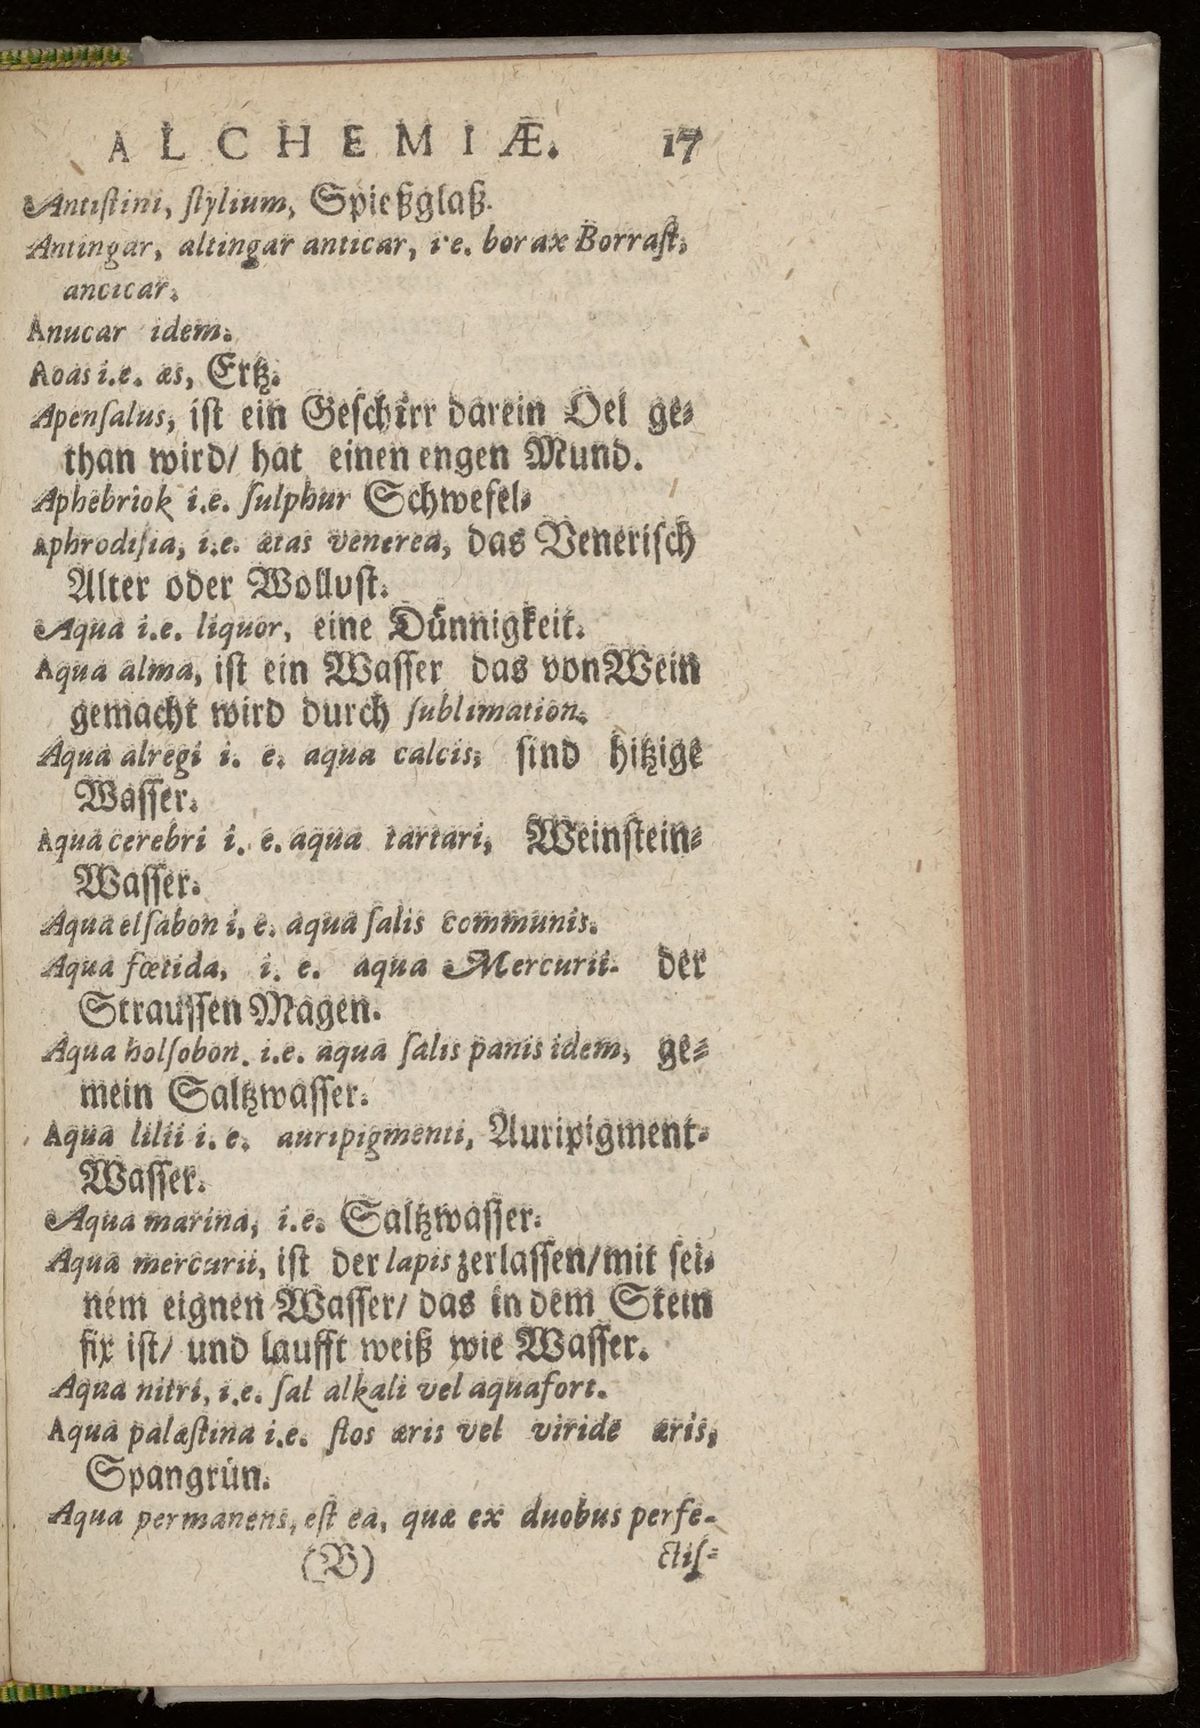 ALCHEMIÆ. 17
Antiſtini, ſtylium, Spießglaß.
Antingar, altingar anticar, i e. borax Borraſt,
ancicar.
Anucar idem.
Aoas i.e. æs, Ertz.
Apenſalus, iſt ein Geſchirr darein Oel ge⸗
than wird/ hat einen engen Mund.
Aphebriok i.e. ſulphur Schwefel.
Aphrodiſia, i.e. ætas venerea, das Veneriſch
Alter oder Wolluſt.
Aqua i.e. liquor, eine Dünnigkeit.
Aqua alma, iſt ein Waſſer das von Wein
gemacht wird durch ſublimation.
Aqua alregi i. e. aqua calcis, ſind hitzige
Waſſer.
Aqua cerebri i. e. aqua tartari, Weinſtein⸗
Waſſer.
Aqua elſabon i, e. aqua ſalis communis.
Aqua fœtida, i. e. aqua Mercurii. der
Strauſſen Magen.
Aqua holſobon. i.e. aqua ſalis panis idem, ge⸗
mein Saltzwaſſer.
Aqua lilii i. e. auripigmenti, Auripigment⸗
Waſſer.
Aqua marina, i.e. Saltzwaſſer.
Aqua mercurii, iſt der lapis zerlaſſen/mit ſei⸗
nem eignen Waſſer/ das in dem Stein
fix iſt/ und laufft weiß wie Waſſer.
Aqua nitri, i.e. ſal alkali vel aquafort.
Aqua palæſtina i.e. flos æris vel viride æris,
Spangrün.
Aqua permanens, eſt ea, quæ ex duobus perfe-
(B) ctiſ⸗